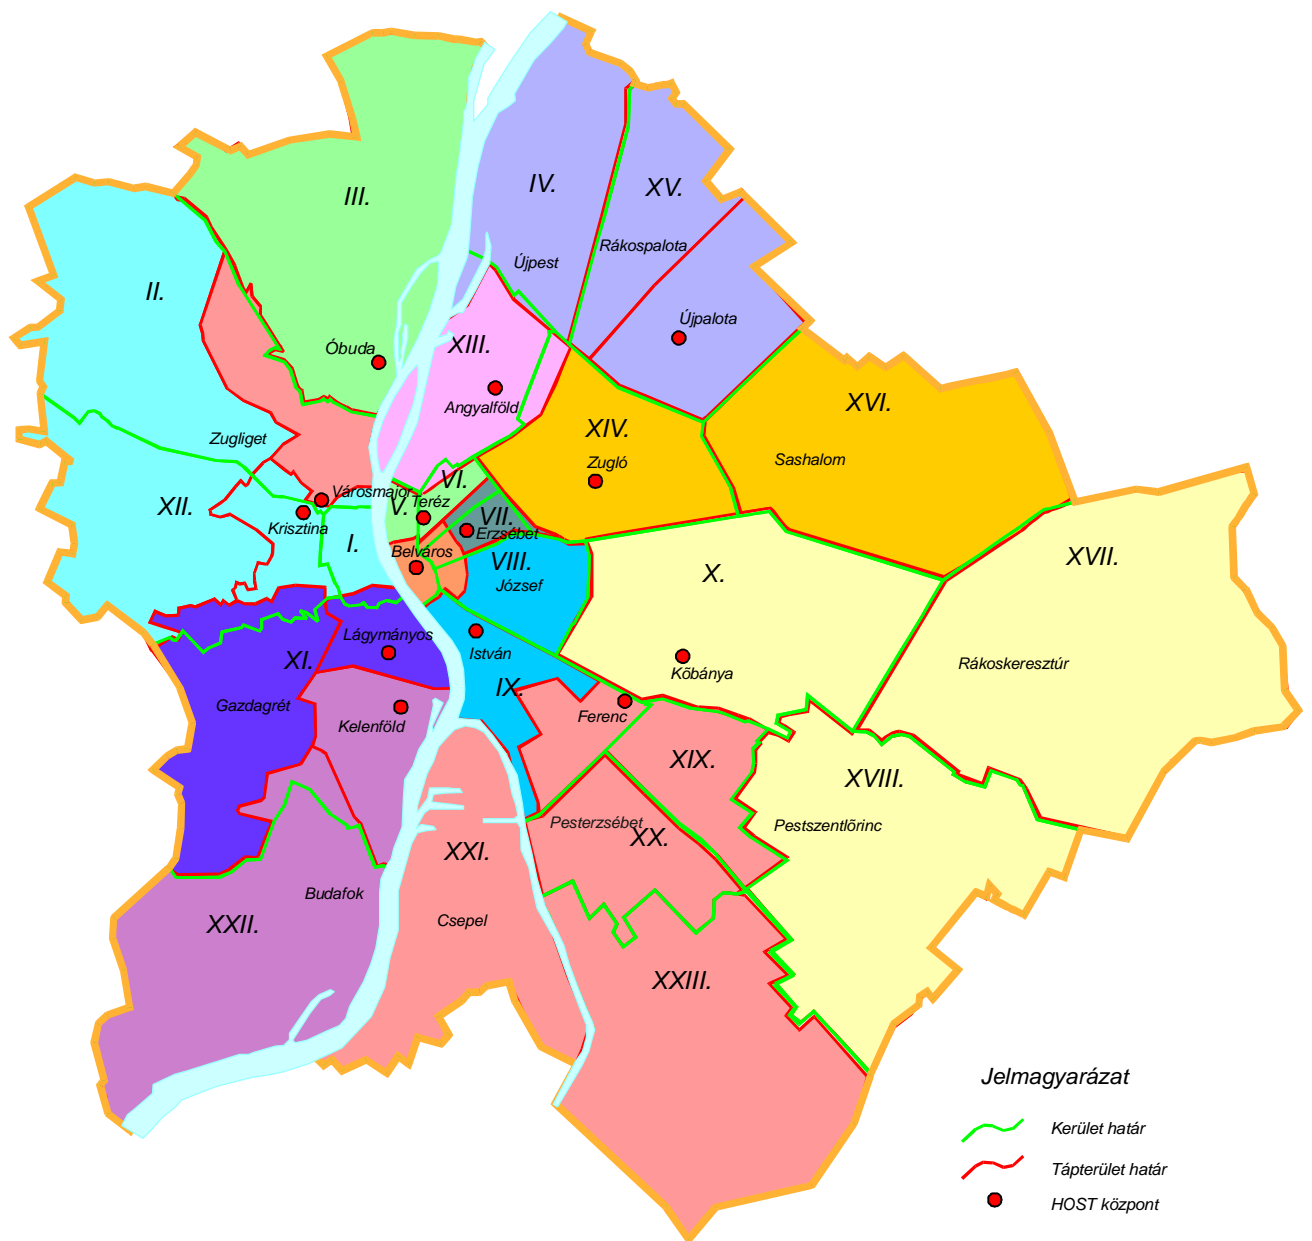 IV.
XV.
III.
Rákospalota
Újpest
II.
Újpalota
Óbuda
XIII.
XVI.
Angyalföld
XIV.
Zugliget
Zugló
Sashalom
VI.
Városmajor
XII.
V.
Teréz
Krisztina
VII.
Erzsébet
I.
Belváros
XVII.
VIII.
X.
József
Lágymányos
István
XI.
Rákoskeresztúr
Kõbánya
IX.
Gazdagrét
Ferenc
Kelenföld
XIX.
XVIII.
Pesterzsébet
Pestszentlõrinc
XX.
XXI.
Budafok
XXII.
Csepel
XXIII.
Jelmagyarázat
Kerület határ
Tápterület határ
HOST központ